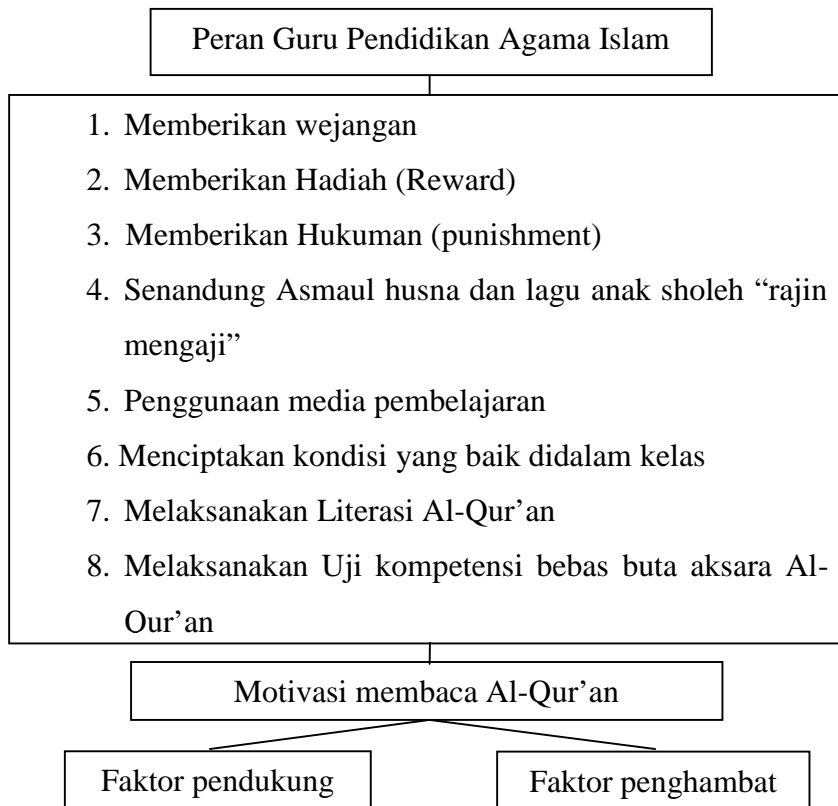 Peran Guru Pendidikan Agama Islam
1. Memberikan wejangan
2. Memberikan Hadiah (Reward)
3. Memberikan Hukuman (punishment)
4. Senandung Asmaul husna dan lagu anak sholeh “rajin
mengaji”
5. Penggunaan media pembelajaran
6. Menciptakan kondisi yang baik didalam kelas
7. Melaksanakan Literasi Al-Qur’an
8. Melaksanakan Uji kompetensi bebas buta aksara Al-
Qur’an
Motivasi membaca Al-Qur’an
Faktor pendukung
Faktor penghambat